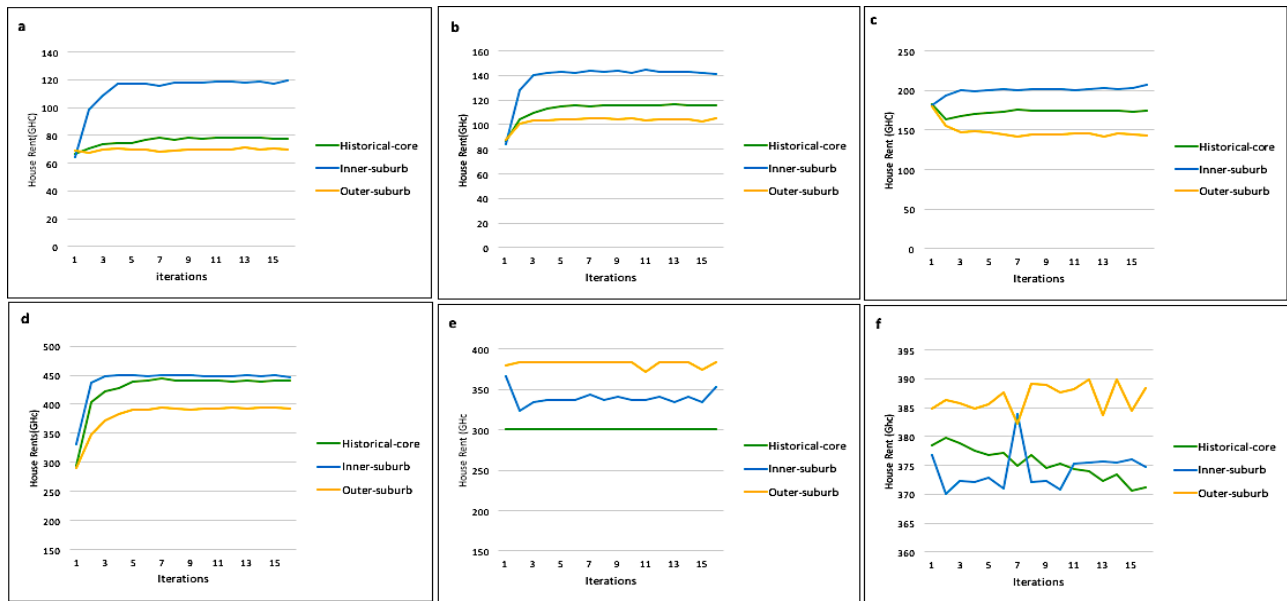 a
House Rent(GHC)
140
120
100
80
60
40
20
0
1 3 5 7 9 11 13 15
iterations
Historical-core
Inner-suburb
Outer-suburb
b
House Rent(GHc)
160
140
120
100
80
60
40
20
0
1 3 5 7 9 11 13 15
Iterations
Historical-core
Inner-suburb
Outer-suburb
c
House Rent (GHC)
250
200
150
100
50
0
1 3 5 7 9 11 13 15
Iterations
Historical-core
Inner-suburb
Outer-suburb
d
House Rents(GHc)
500
450
400
350
300
250
200
150
1 3 5 7 9 11 13 15
Iterations
Historical-core
Inner-suburb
Outer-suburb
e
House Rent (GHc
400
350
300
250
200
150
1 3 5 7 9 11 13 15
Iterations
Historical-core
Inner-suburb
Outer-suburb
f
House Rent (Ghc)
395
390
385
380
375
370
365
360
1 3 5 7 9 11 13 15
Iterations
Historical-core
Inner-suburb
Outer-suburb